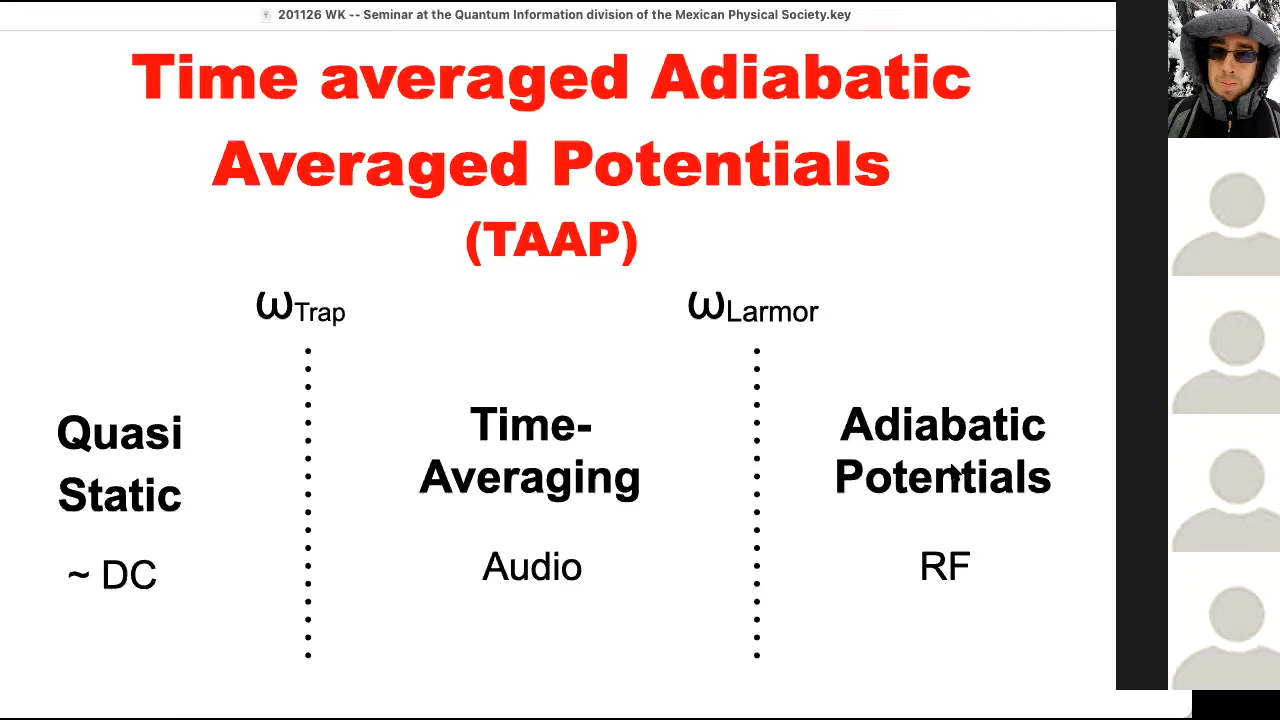 201126 WK -- Seminar at the Quantum Information division of the Mexican Physical Society.key
Time averaged Adiabatic
Averaged Potentials
(TAAP)
ωTrap
ωLarmor
Quasi
Static
~ DC
Time-
Averaging
Audio
Adiabatic
Potentials
RF